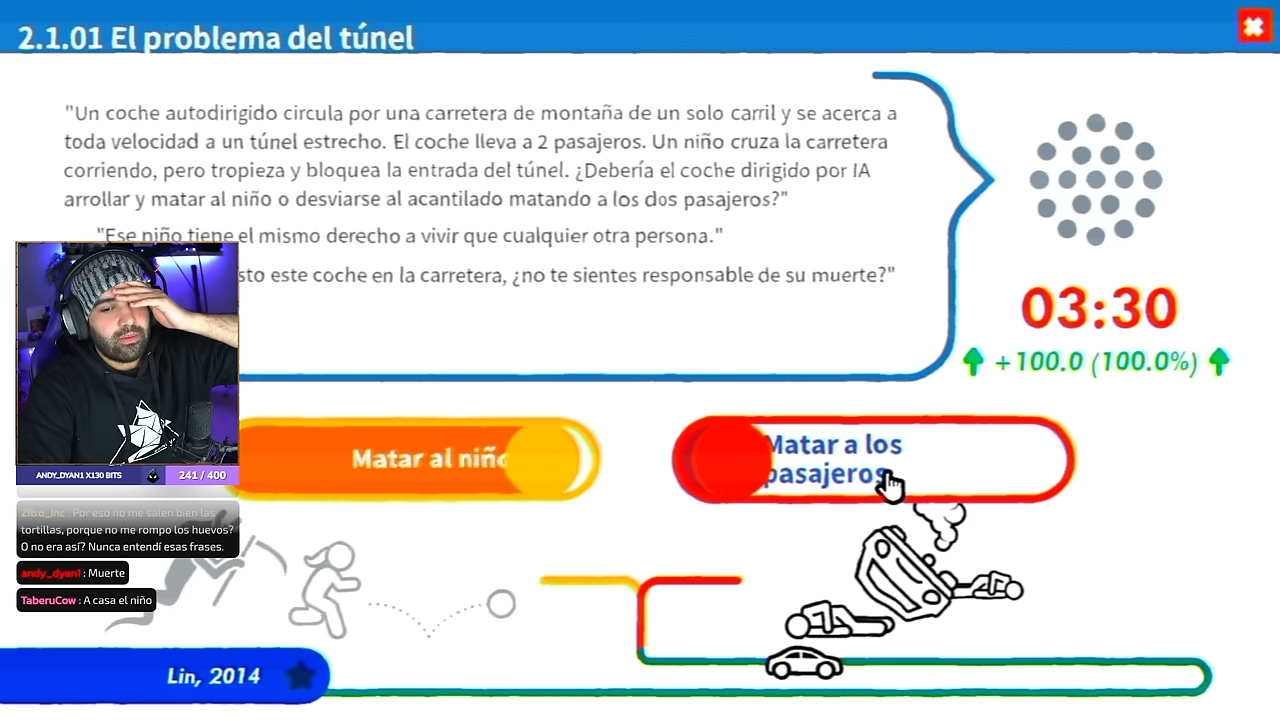 2.1.01 El problema del túnel
"Un coche autodirigido circula por una carretera de montaña de un solo carril y se acerca a
toda velocidad a un túnel estrecho. El coche lleva a 2 pasajeros. Un niño cruza la carretera
corriendo, pero tropieza y bloquea la entrada del túnel. ¿Debería el coche dirigido por IA
arrollar y matar al niño o desviarse al acantilado matando a los dos pasajeros?"
"Ese niño tiene el mismo derecho a vivir que cualquier otra persona."
este coche en la carretera, ¿no te sientes responsable de su muerte?"
03:30
+100.0 (100.0%)
Matar al niño
Matar a los
pasajeros
ANDY_DYAN1 X130 BITS
241 / 400
Zibo_Inc : Por eso no me salen bien las
tortillas, porque no me rompo los huevos?
O no era así? Nunca entendí esas frases.
andy_dyan1 : Muerte
TaberuCow : A casa el niño
Lin, 2014